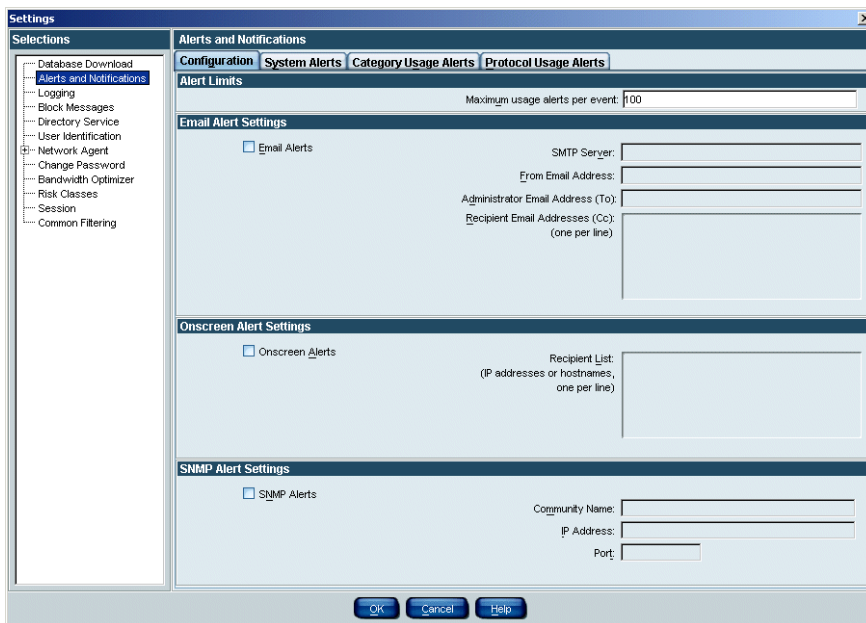 Settings
Selections
Database Download
Alerts and Notifications
Logging
Block Messages
Directory Service
User Identification
Network Agent
Change Password
Bandwidth Optimizer
Risk Classes
Session
Common Filtering
Alerts and Notifications
Configuration System Alerts Category Usage Alerts Protocol Usage Alerts
Alert Limits
Maximum usage alerts per event: 100
Email Alert Settings
Email Alerts
SMTP Server:
From Email Address:
Administrator Email Address (To):
Recipient Email Addresses (Cc):
(one per line)
Onscreen Alert Settings
Onscreen Alerts
Recipient List:
(IP addresses or hostnames,
one per line)
SNMP Alert Settings
SNMP Alerts
Community Name:
IP Address:
Port:
OK Cancel Help